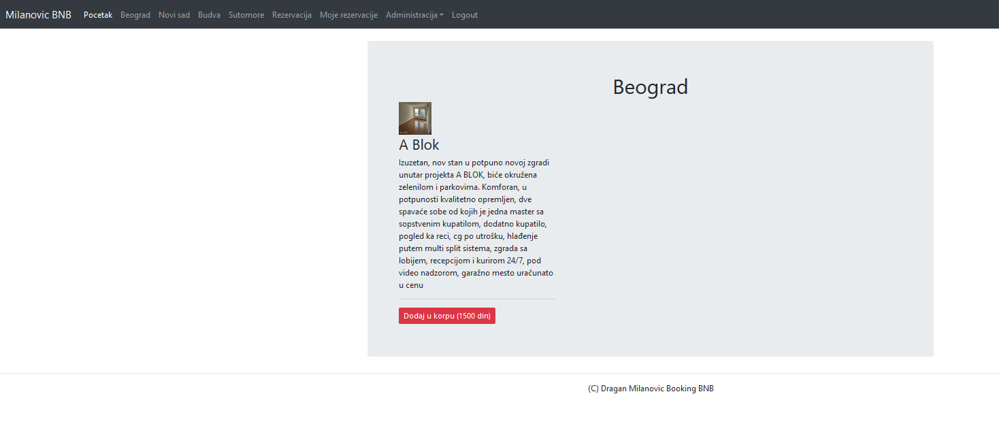 Milanovic BNB Pocetak Beograd Novi sad Budva Sutomore Rezervacija Moje rezervacije Administracija Logout
Beograd
A Blok
Izuzetan, nov stan u potpuno novoj zgradi
unutar projekta A BLOK, biće okružena
zelenilom i parkovima. Komforan, u
potpunosti kvalitetno opremljen, dve
spavaće sobe od kojih je jedna master sa
sopstvenim kupatilom, dodatno kupatilo,
pogled ka reci, cg po utrošku, hlađenje
putem multi split sistema, zgrada sa
lobijem, recepcijom i kurirom 24/7, pod
video nadzorom, garažno mesto uračunato
u cenu
Dodaj u korpu (1500 din)
(C) Dragan Milanovic Booking BNB